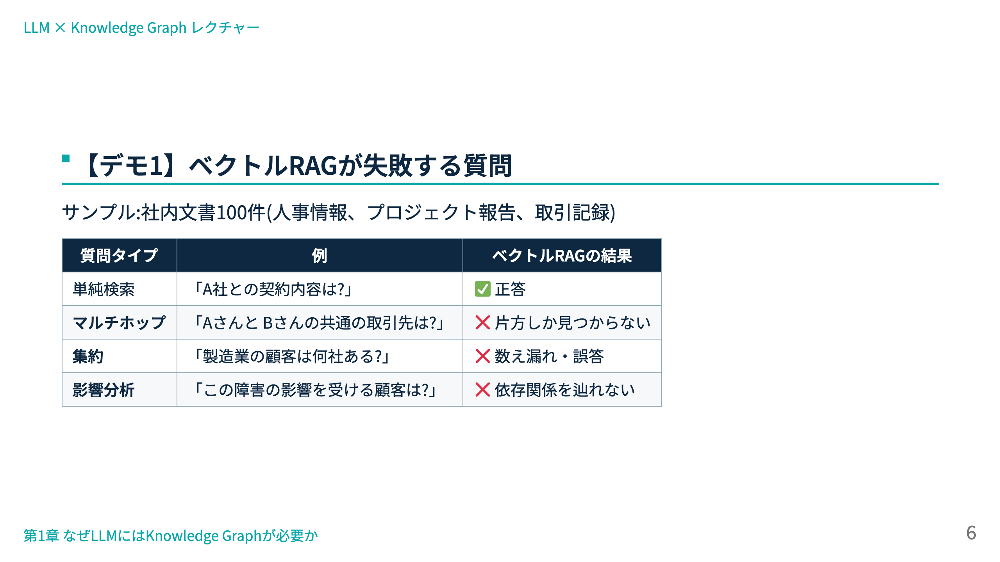 LLM × Knowledge Graph レクチャー
【デモ1】ベクトルRAGが失敗する質問
サンプル:社内文書100件(人事情報、プロジェクト報告、取引記録)
質問タイプ 例 ベクトルRAGの結果
単純検索 「A社との契約内容は?」 ✅ 正答
マルチホップ 「Aさんと Bさんの共通の取引先は?」 ❌ 片方しか見つからない
集約 「製造業の顧客は何社ある?」 ❌ 数え漏れ・誤答
影響分析 「この障害の影響を受ける顧客は?」 ❌ 依存関係を辿れない
第1章 なぜLLMにはKnowledge Graphが必要か
6